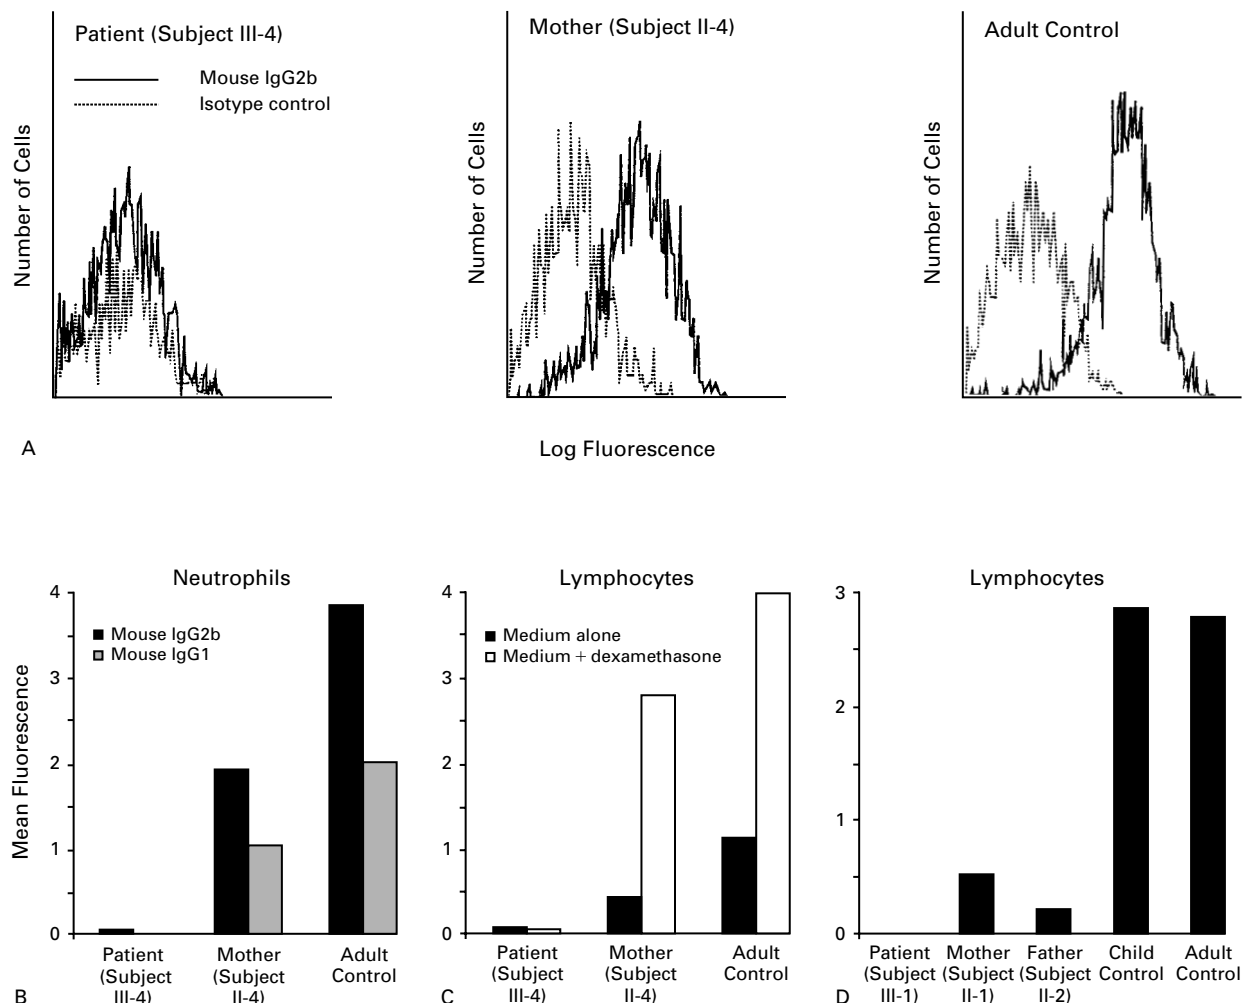 Patient (Subject III-4)
Mouse IgG2b
Isotype control
Number of Cells
Mother (Subject II-4)
Number of Cells
Adult Control
Number of Cells
A
Log Fluorescence
Neutrophils
4
3
2
1
0
Mouse IgG2b
Mouse IgG1
Mean Fluorescence
Patient
(Subject
III-4)
Mother
(Subject
II-4)
Adult
Control
B
Lymphocytes
4
3
2
1
0
Medium alone
Medium + dexamethasone
Patient
(Subject
III-4)
Mother
(Subject
II-4)
Adult
Control
C
Lymphocytes
3
2
1
0
Patient
(Subject
III-1)
Mother
(Subject
II-1)
Father
(Subject
II-2)
Child
Control
Adult
Control
D